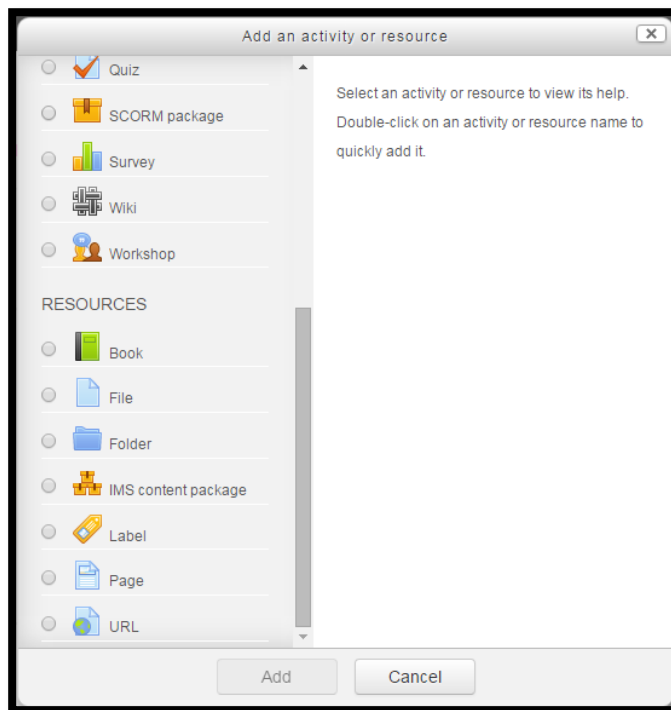 Add an activity or resource
Quiz
SCORM package
Survey
Wiki
Workshop
RESOURCES
Book
File
Folder
IMS content package
Label
Page
URL
Select an activity or resource to view its help.
Double-click on an activity or resource name to
quickly add it.
Add
Cancel